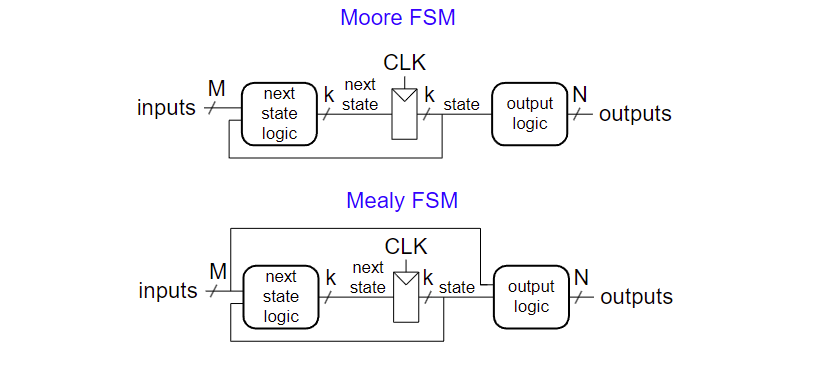 Moore FSM
CLK
inputs M next state logic k next state k state output logic N outputs
Mealy FSM
CLK
inputs M next state logic k next state k state output logic N outputs